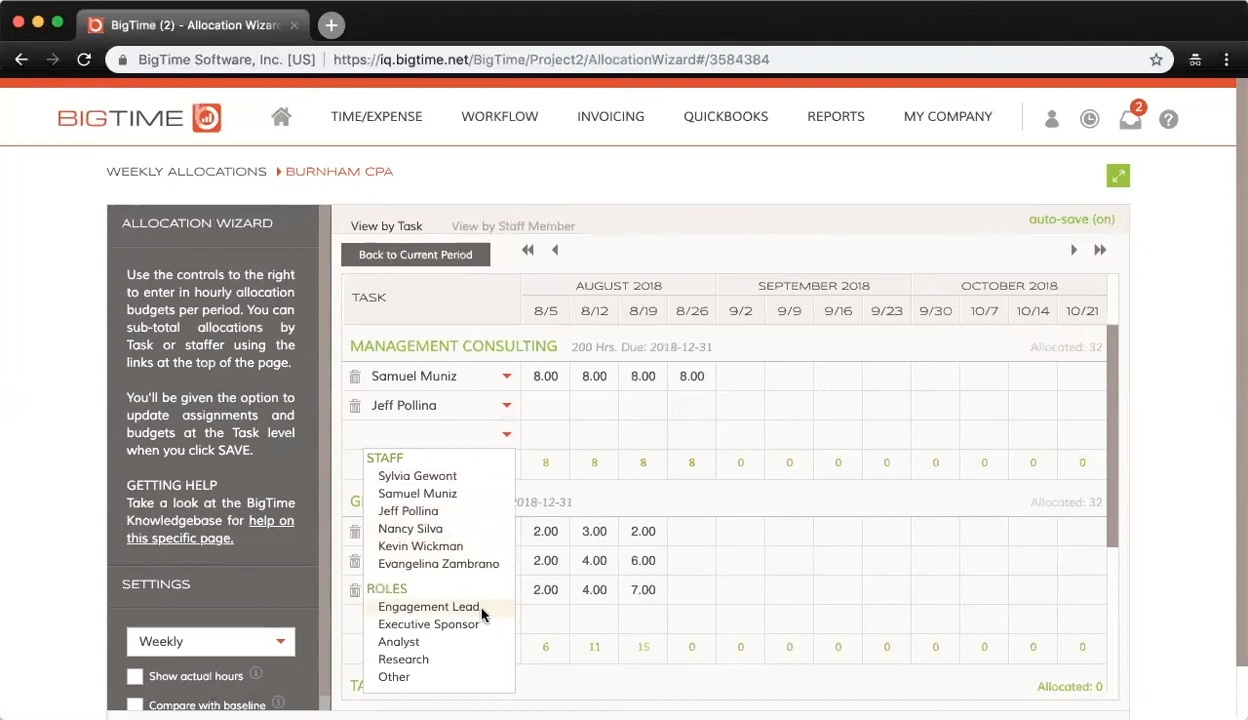 BigTime (2) - Allocation Wizar
BigTime Software, Inc. [US] https://iq.bigtime.net/BigTime/Project2/AllocationWizard#/3584384
BIGTIME
TIME/EXPENSE WORKFLOW INVOICING QUICKBOOKS REPORTS MY COMPANY 2
WEEKLY ALLOCATIONS BURNHAM CPA
ALLOCATION WIZARD
Use the controls to the right
to enter in hourly allocation
budgets per period. You can
sub-total allocations by
Task or staffer using the
links at the top of the page.
You'll be given the option to
update assignments and
budgets at the Task level
when you click SAVE.
GETTING HELP
Take a look at the BigTime
Knowledgebase for help on
this specific page.
SETTINGS
Weekly
Show actual hours
Compare with baseline
View by Task View by Staff Member auto-save (on)
Back to Current Period
TASK AUGUST 2018 SEPTEMBER 2018 OCTOBER 2018
8/5 8/12 8/19 8/26 9/2 9/9 9/16 9/23 9/30 10/7 10/14 10/21
MANAGEMENT CONSULTING 200 Hrs. Due: 2018-12-31 Allocated: 32
Samuel Muniz 8.00 8.00 8.00 8.00
Jeff Pollina
8 8 8 8 0 0 0 0 0 0 0 0
2018-12-31 Allocated: 32
2.00 3.00 2.00
2.00 4.00 6.00
2.00 4.00 7.00
6 11 15 0 0 0 0 0 0 0 0 0
Allocated: 0
STAFF
Sylvia Gewont
Samuel Muniz
Jeff Pollina
Nancy Silva
Kevin Wickman
Evangelina Zambrano
ROLES
Engagement Lead
Executive Sponsor
Analyst
Research
Other